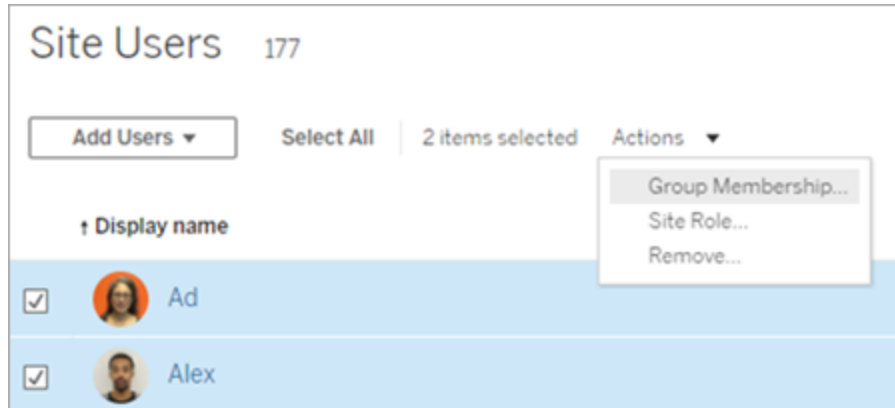 Site Users 177
Add Users ▾ Select All 2 items selected Actions ▼
Group Membership...
Site Role...
Remove...
↑ Display name
Ad
Alex